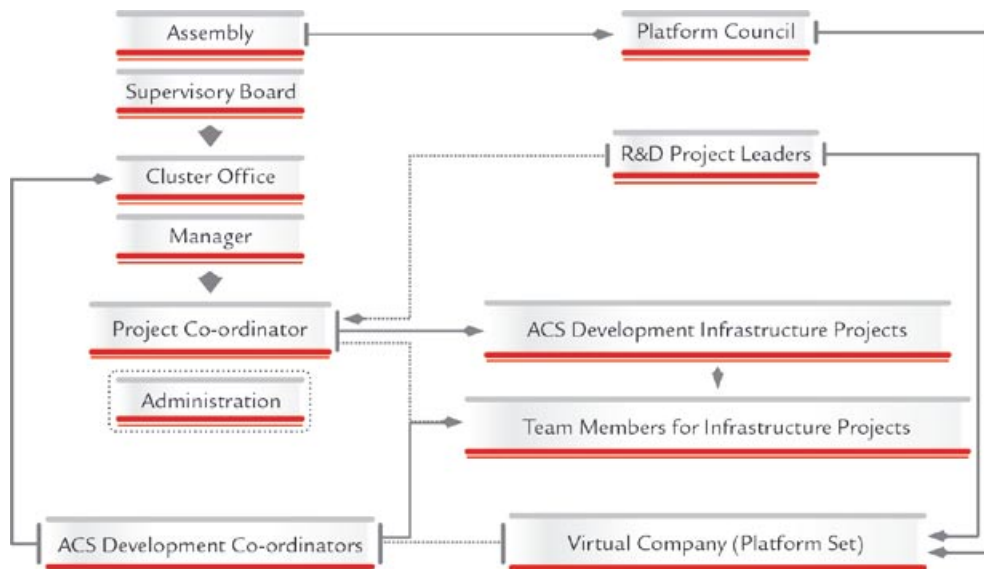 Assembly
Platform Council
Supervisory Board
R&D Project Leaders
Cluster Office
Manager
Project Co-ordinator
ACS Development Infrastructure Projects
Administration
Team Members for Infrastructure Projects
ACS Development Co-ordinators
Virtual Company (Platform Set)